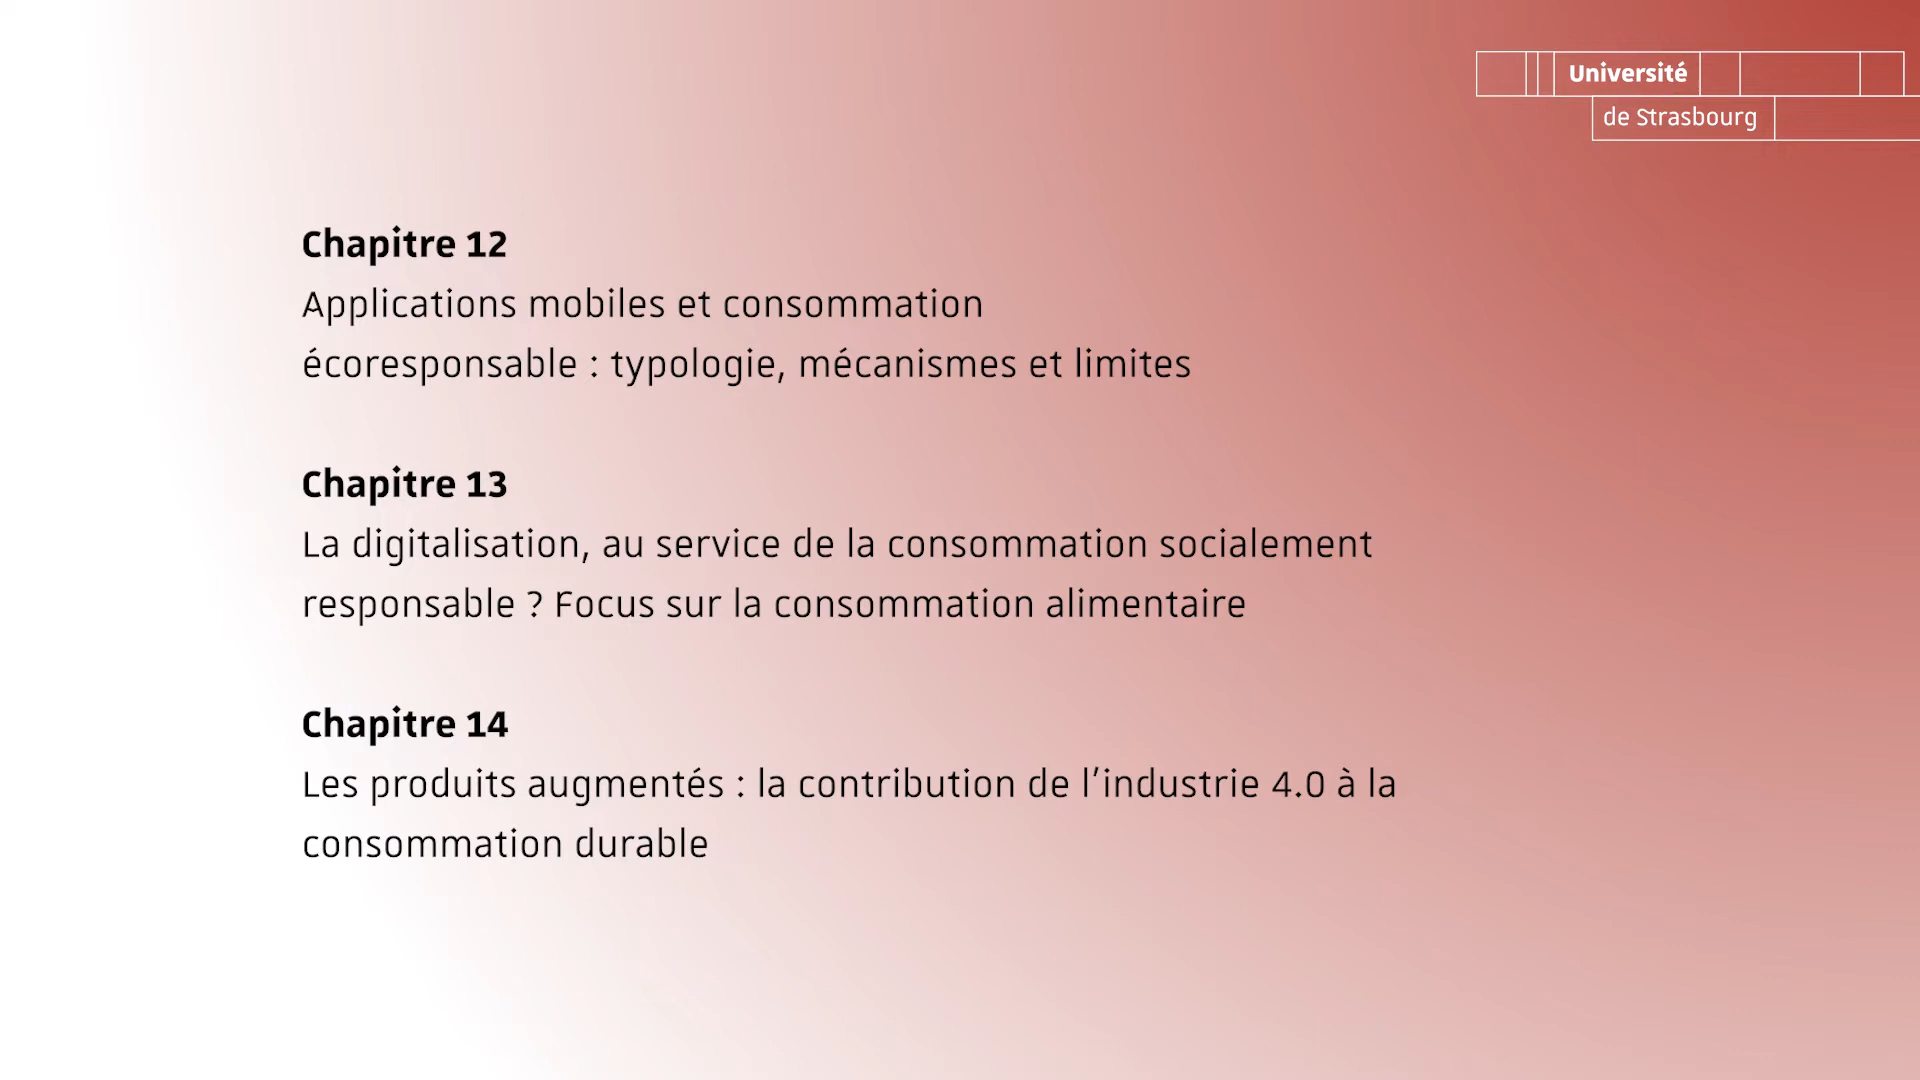 Université
de Strasbourg
Chapitre 12
Applications mobiles et consommation
écoresponsable : typologie, mécanismes et limites
Chapitre 13
La digitalisation, au service de la consommation socialement
responsable ? Focus sur la consommation alimentaire
Chapitre 14
Les produits augmentés : la contribution de l’industrie 4.0 à la
consommation durable